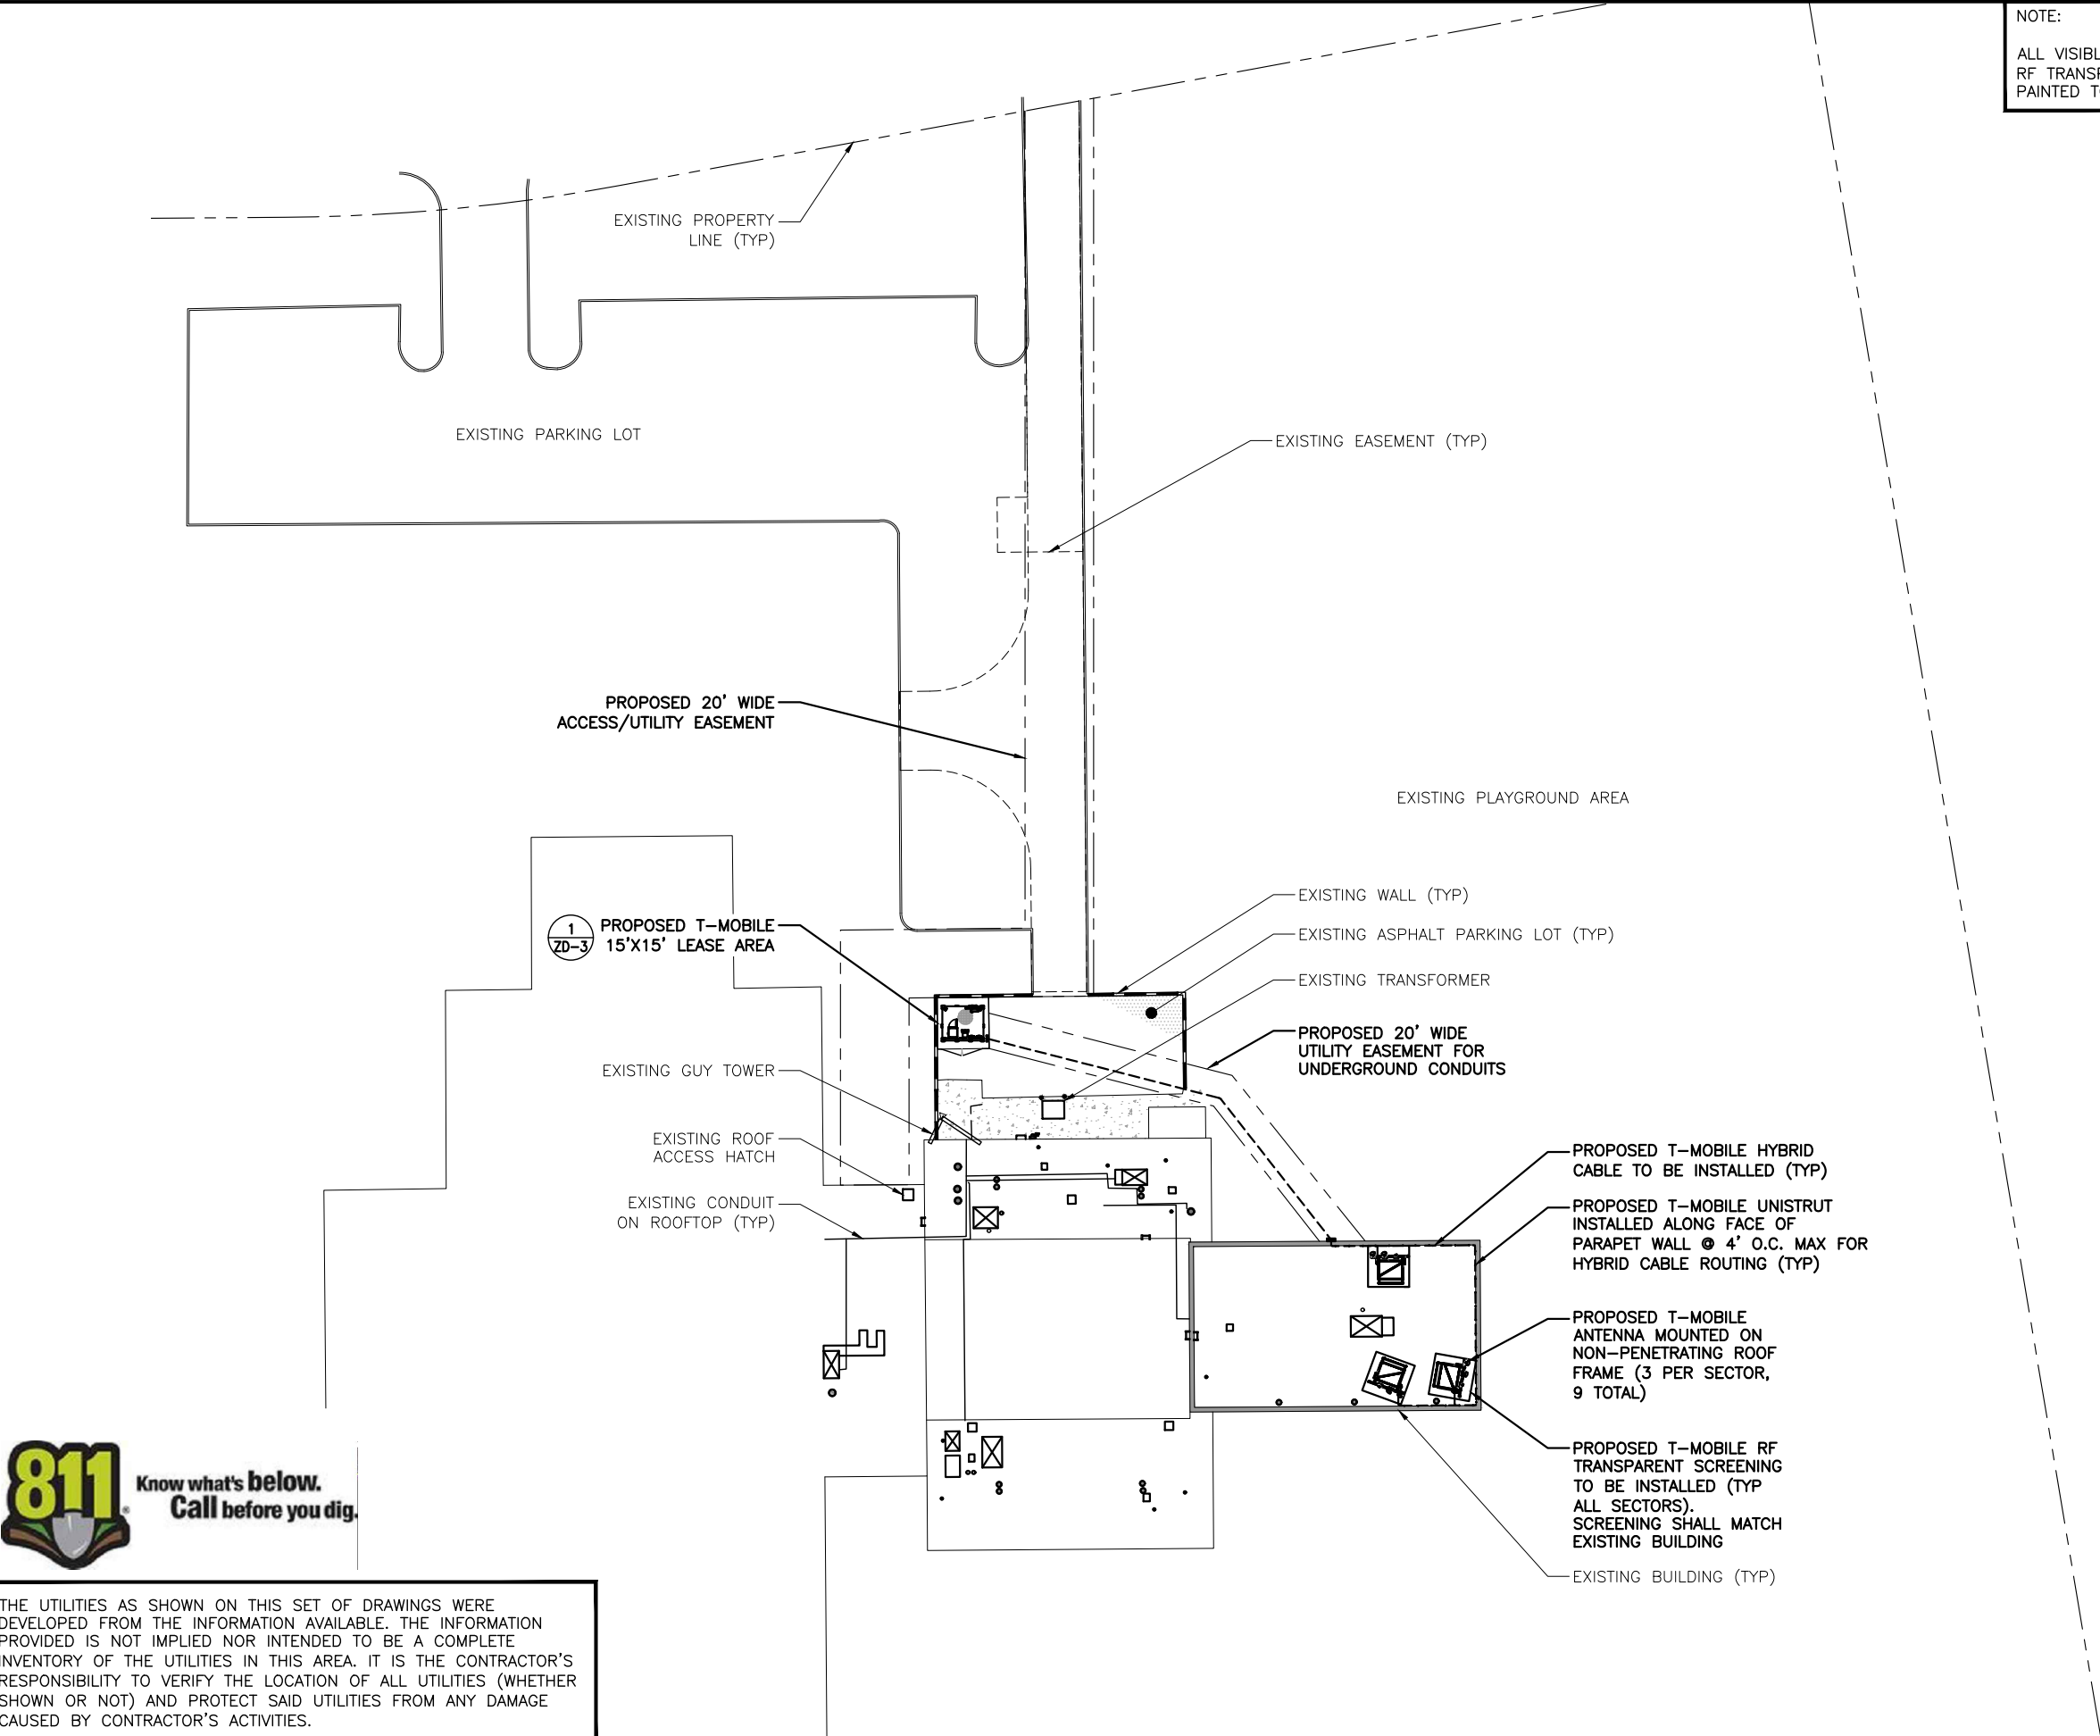 NOTE:
ALL
RF
PAINTED
EXISTING PROPERTY
LINE (TYP)
EXISTING PARKING LOT
EXISTING EASEMENT (TYP)
PROPOSED 20' WIDE
ACCESS/UTILITY EASEMENT
EXISTING PLAYGROUND AREA
EXISTING WALL (TYP)
1
ZD-3
PROPOSED T-MOBILE
15'X15' LEASE AREA
EXISTING ASPHALT PARKING LOT (TYP)
EXISTING TRANSFORMER
PROPOSED 20' WIDE
UTILITY EASEMENT FOR
UNDERGROUND CONDUITS
EXISTING GUY TOWER
EXISTING ROOF
ACCESS HATCH
EXISTING CONDUIT
ON ROOFTOP (TYP)
PROPOSED T-MOBILE HYBRID
CABLE TO BE INSTALLED (TYP)
PROPOSED T-MOBILE UNISTRUT
INSTALLED ALONG FACE OF
PARAPET WALL @ 4' O.C. MAX FOR
HYBRID CABLE ROUTING (TYP)
PROPOSED T-MOBILE
ANTENNA MOUNTED ON
NON-PENETRATING ROOF
FRAME (3 PER SECTOR,
9 TOTAL)
PROPOSED T-MOBILE RF
TRANSPARENT SCREENING
TO BE INSTALLED (TYP
ALL SECTORS).
SCREENING SHALL MATCH
EXISTING BUILDING
EXISTING BUILDING (TYP)
811®
Know what's below.
Call before you dig.
THE UTILITIES AS SHOWN ON THIS SET OF DRAWINGS WERE
DEVELOPED FROM THE INFORMATION AVAILABLE. THE INFORMATION
PROVIDED IS NOT IMPLIED NOR INTENDED TO BE A COMPLETE
INVENTORY OF THE UTILITIES IN THIS AREA. IT IS THE CONTRACTOR'S
RESPONSIBILITY TO VERIFY THE LOCATION OF ALL UTILITIES (WHETHER
SHOWN OR NOT) AND PROTECT SAID UTILITIES FROM ANY DAMAGE
CAUSED BY CONTRACTOR'S ACTIVITIES.